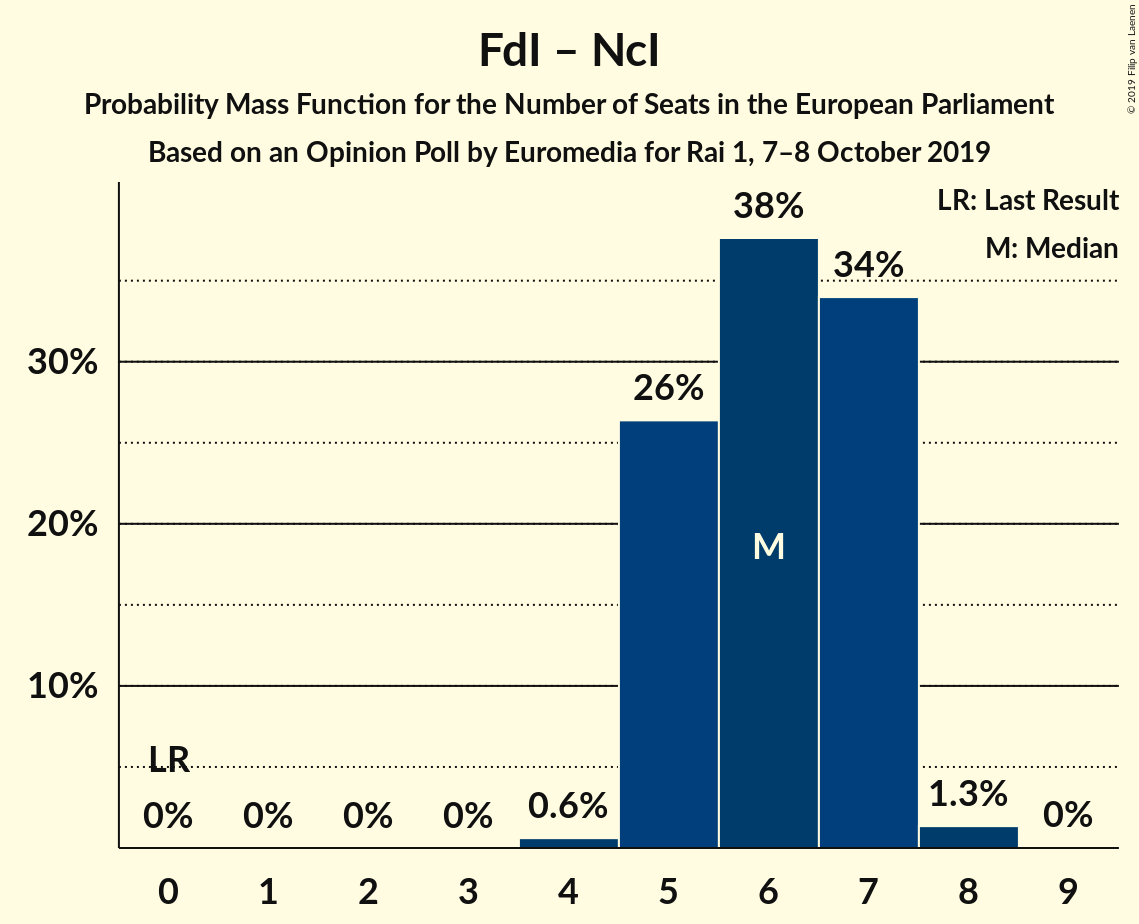 FdI – NcI
Probability Mass Function for the Number of Seats in the European Parliament
Based on an Opinion Poll by Euromedia for Rai 1, 7–8 October 2019
© 2019 Filip van Laenen
LR: Last Result
M: Median
38%
34%
30%
26%
20%
M
10%
LR
0%
0%
0%
0%
0.6%
1.3%
0%
0 1 2 3 4 5 6 7 8 9